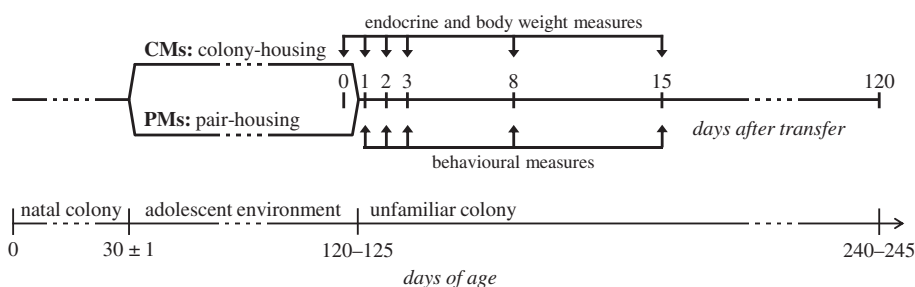 endocrine and body weight measures
CMs: colony-housing
0 1 2 3 8 15 120
PMs: pair-housing
days after transfer
behavioural measures
natal colony adolescent environment unfamiliar colony
0 30 ± 1 120–125 240–245
days of age